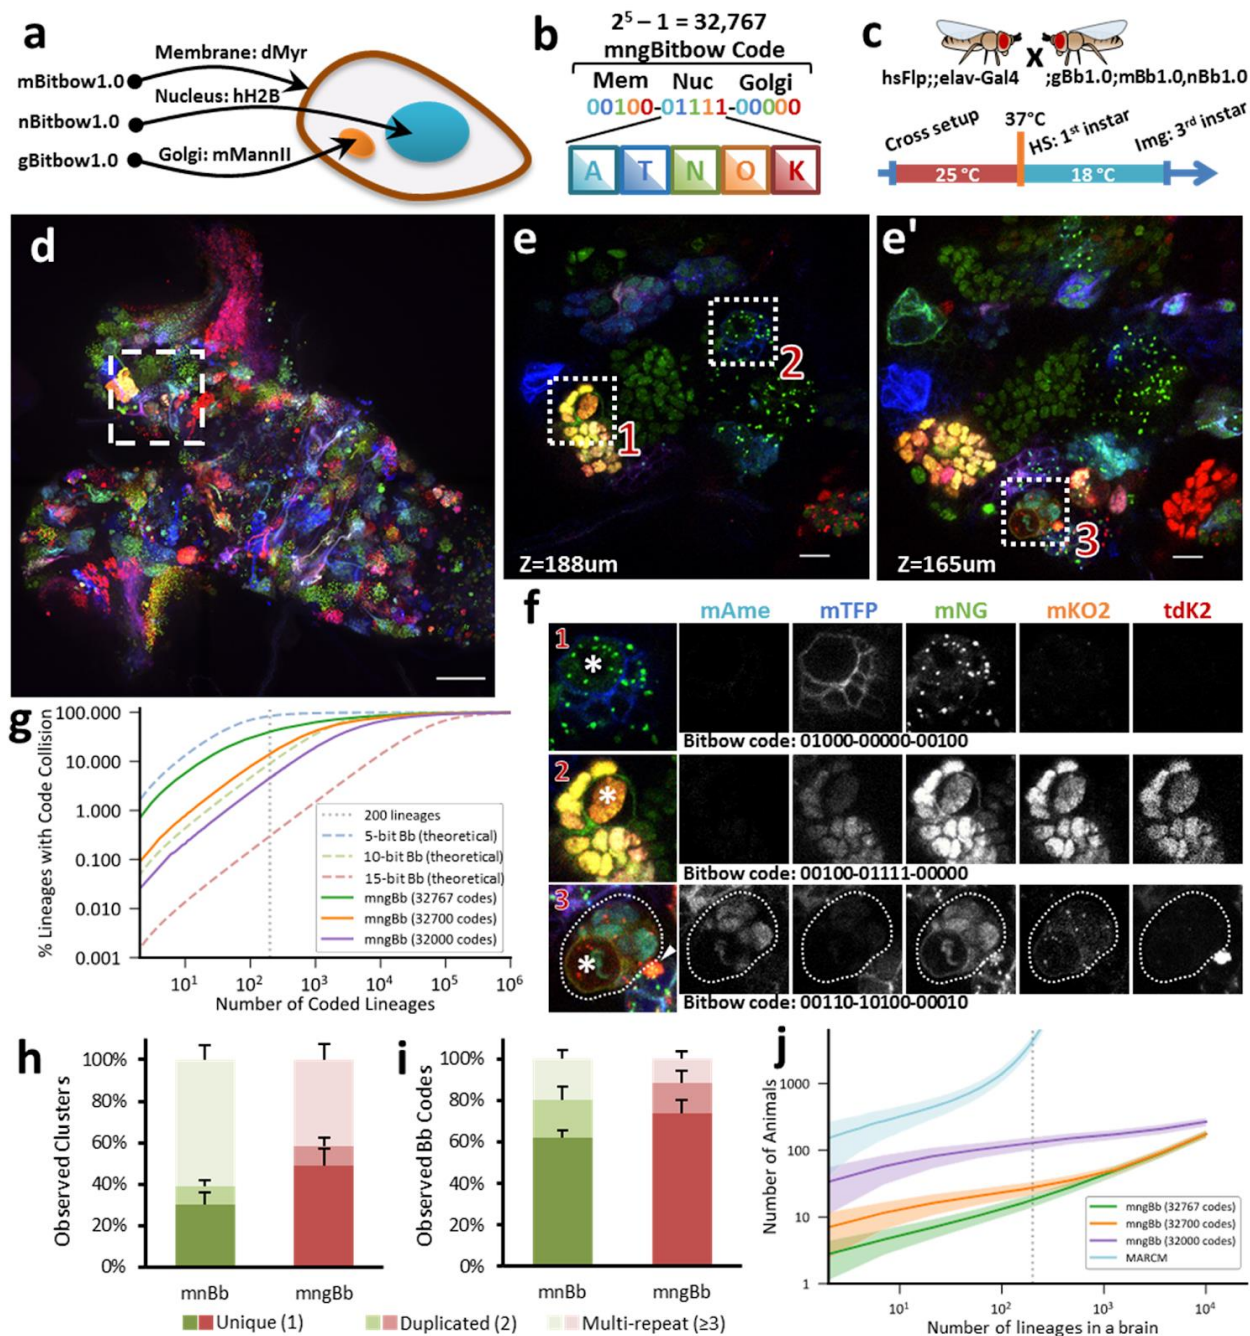 a
Membrane: dMyr
mBitbow1.0
Nucleus: hH2B
nBitbow1.0
gBitbow1.0
Golgi: mMannII
b
2⁵ – 1 = 32,767
mngBitbow Code
Mem Nuc Golgi
00100-01111-00000
A T N O K
c
x
hsFlp;;elav-Gal4 ;gBb1.0;mBb1.0,nBb1.0
Cross setup
37°C
HS: 1st instar
Img: 3rd instar
25 °C
18 °C
d
e
1
2
Z=188um
e'
3
Z=165um
f
mAme mTFP mNG mKO2 tdK2
1
*
Bitbow code: 01000-00000-00100
2
*
Bitbow code: 00100-01111-00000
3
*
Bitbow code: 00110-10100-00010
g
% Lineages with Code Collision
100.000
10.000
1.000
0.100
0.010
0.001
200 lineages
5-bit Bb (theoretical)
10-bit Bb (theoretical)
15-bit Bb (theoretical)
mngBb (32767 codes)
mngBb (32700 codes)
mngBb (32000 codes)
10¹ 10² 10³ 10⁴ 10⁵ 10⁶
Number of Coded Lineages
h
Observed Clusters
100%
80%
60%
40%
20%
0%
mnBb mngBb
i
Observed Bb Codes
100%
80%
60%
40%
20%
0%
mnBb mngBb
Unique (1) Duplicated (2) Multi-repeat (≥3)
j
Number of Animals
1000
100
10
1
mngBb (32767 codes)
mngBb (32700 codes)
mngBb (32000 codes)
MARCM
10¹ 10² 10³ 10⁴
Number of lineages in a brain